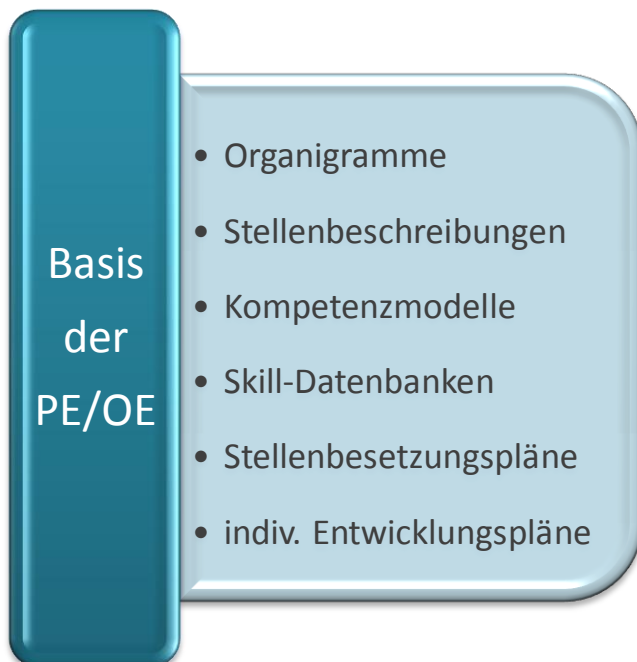 Basis
der
PE/OE
• Organigramme
• Stellenbeschreibungen
• Kompetenzmodelle
• Skill-Datenbanken
• Stellenbesetzungspläne
• indiv. Entwicklungspläne